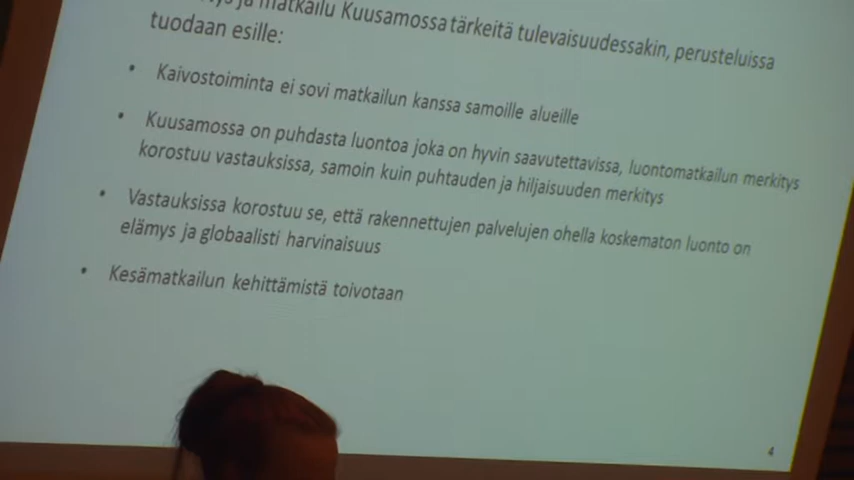 ja matkailu Kuusamossa tärkeitä tulevaisuudessakin, perusteluissa
tuodaan esille:
• Kaivostoiminta ei sovi matkailun kanssa samoille alueille
• Kuusamossa on puhdasta luontoa joka on hyvin saavutettavissa, luontomatkailun merkitys
korostuu vastauksissa, samoin kuin puhtauden ja hiljaisuuden merkitys
• Vastauksissa korostuu se, että rakennettujen palvelujen ohella koskematon luonto on
elämys ja globaalisti harvinaisuus
• Kesämatkailun kehittämistä toivotaan
4